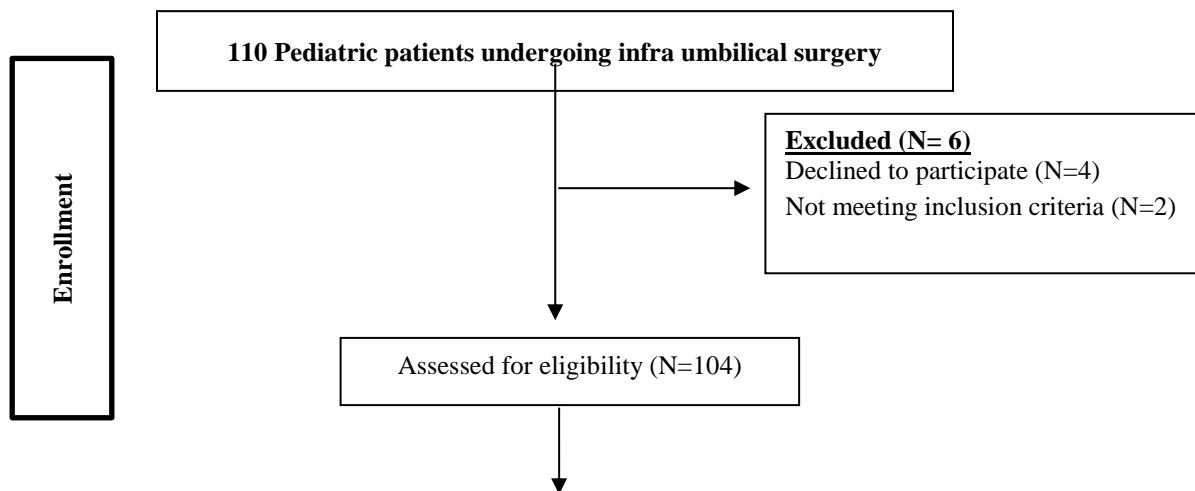 110 Pediatric patients undergoing infra umbilical surgery
Enrollment
Excluded (N= 6)
Declined to participate (N=4)
Not meeting inclusion criteria (N=2)
Assessed for eligibility (N=104)